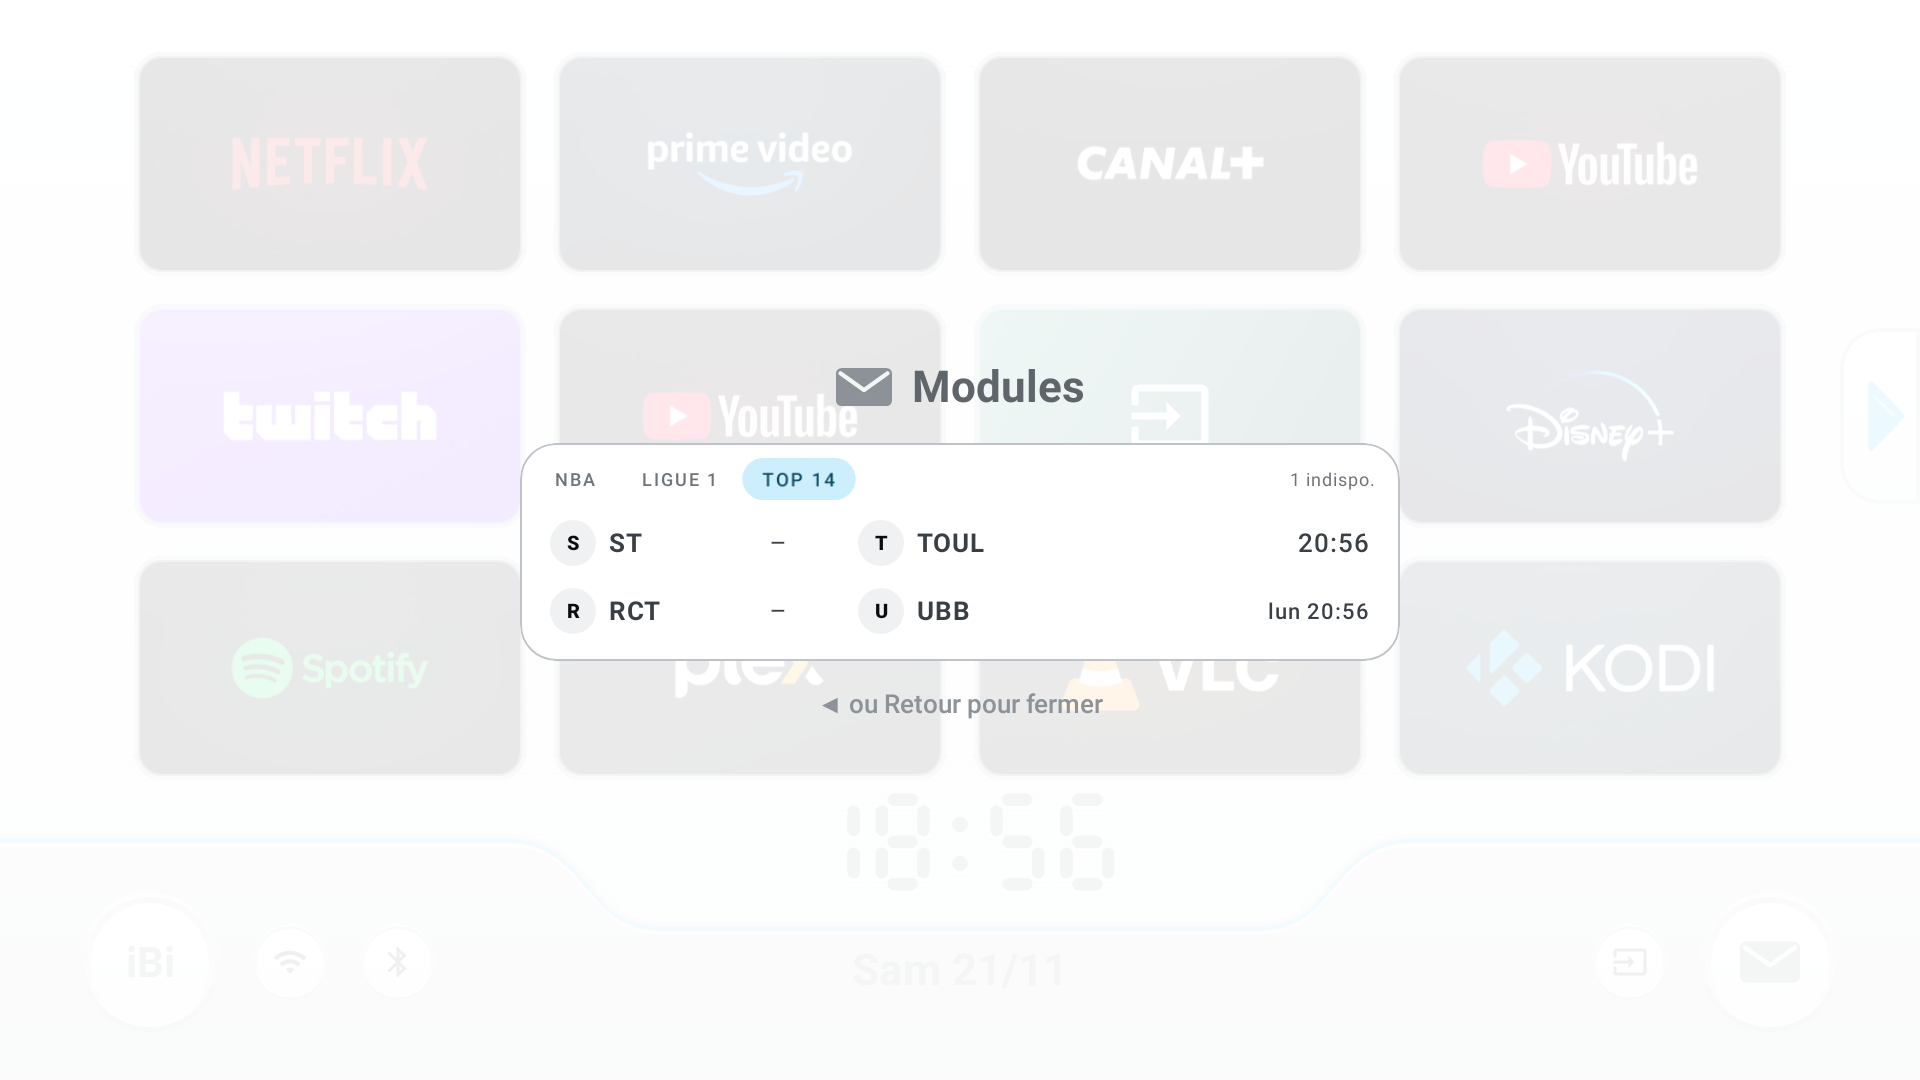 NETFLIX
prime video
CANAL+
YouTube
twitch
YouTube
Disney+
Modules
NBA LIGUE 1 TOP 14 1 indispo.
S ST – T TOUL 20:56
R RCT – U UBB lun 20:56
Spotify
plex
VLC
KODI
◄ ou Retour pour fermer
18:56
iBi
Sam 21/11